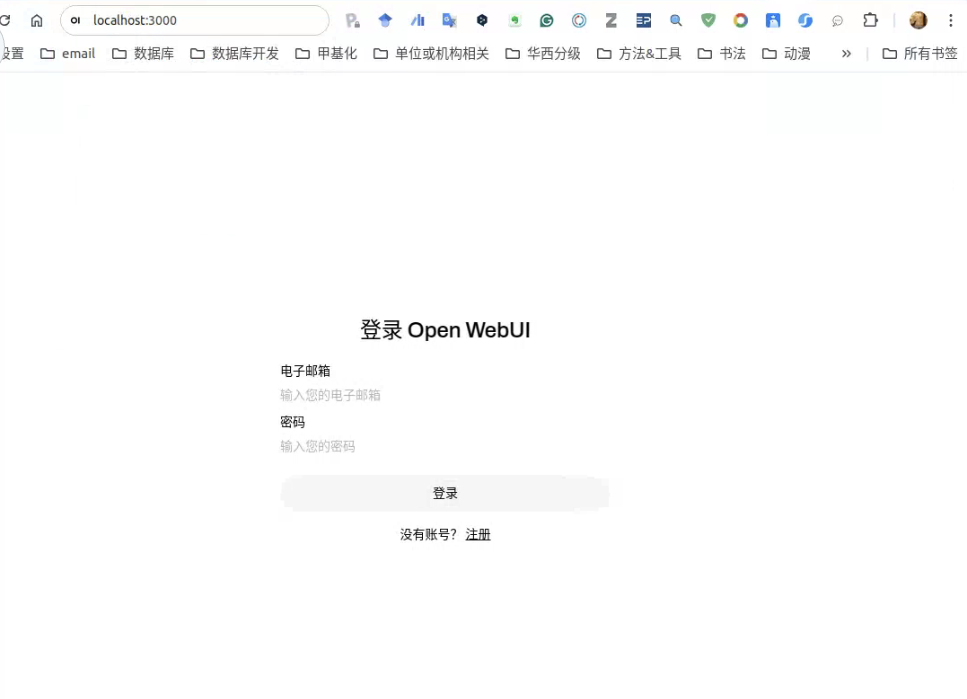 localhost:3000
设置 email 数据库 数据库开发 甲基化 单位或机构相关 华西分级 方法&工具 书法 动漫 » 所有书签
登录 Open WebUI
电子邮箱
输入您的电子邮箱
密码
输入您的密码
登录
没有账号? 注册